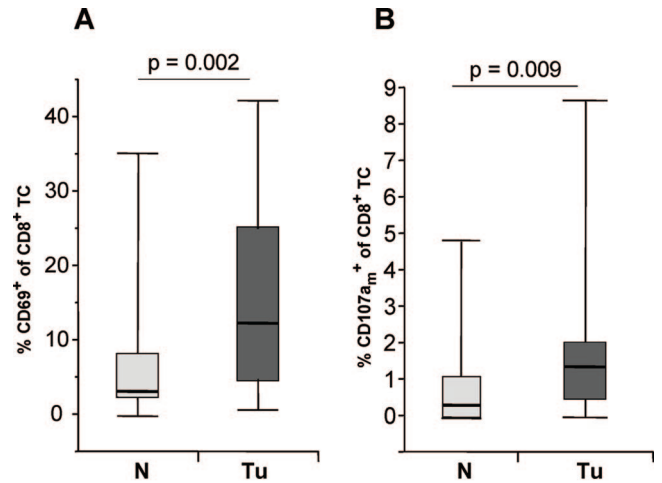 A
p = 0.002
% CD69+ of CD8+ TC
40
30
20
10
0
N
Tu
B
p = 0.009
% CD107am+ of CD8+ TC
9
8
7
6
5
4
3
2
1
0
N
Tu